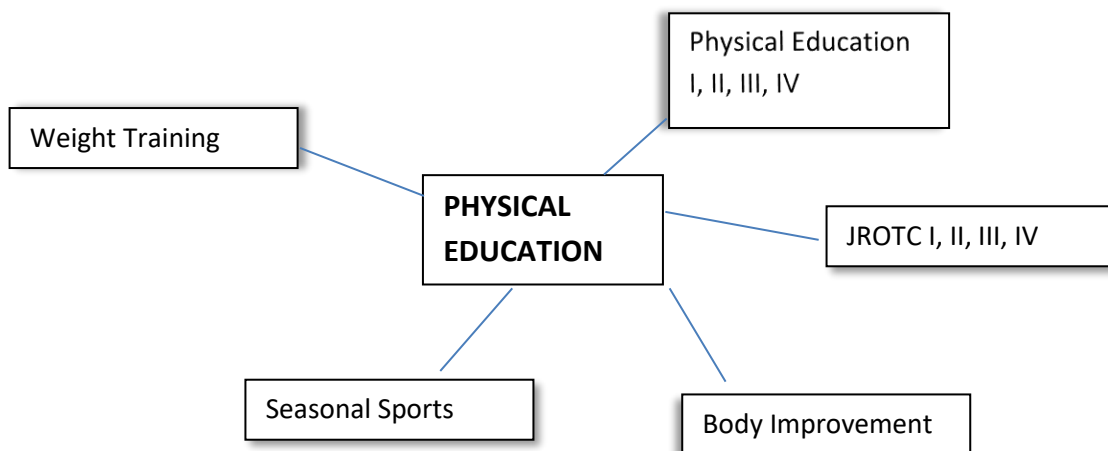 Physical Education
I, II, III, IV
Weight Training
PHYSICAL
EDUCATION
JROTC I, II, III, IV
Seasonal Sports
Body Improvement